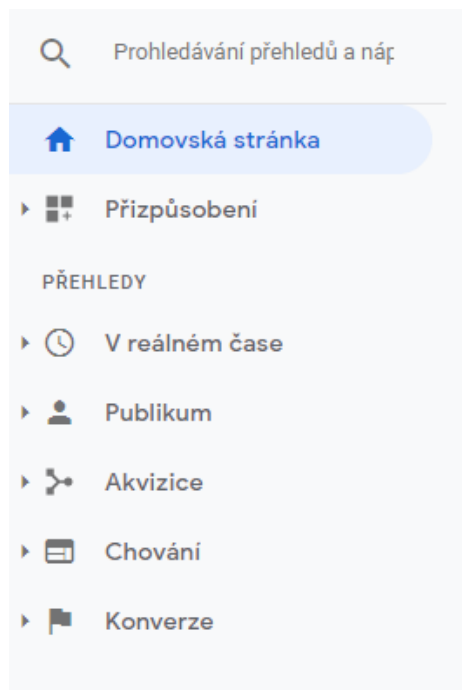 Prohledávání přehledů a náp
Domovská stránka
Přizpůsobení
PŘEHLEDY
V reálném čase
Publikum
Akvizice
Chování
Konverze